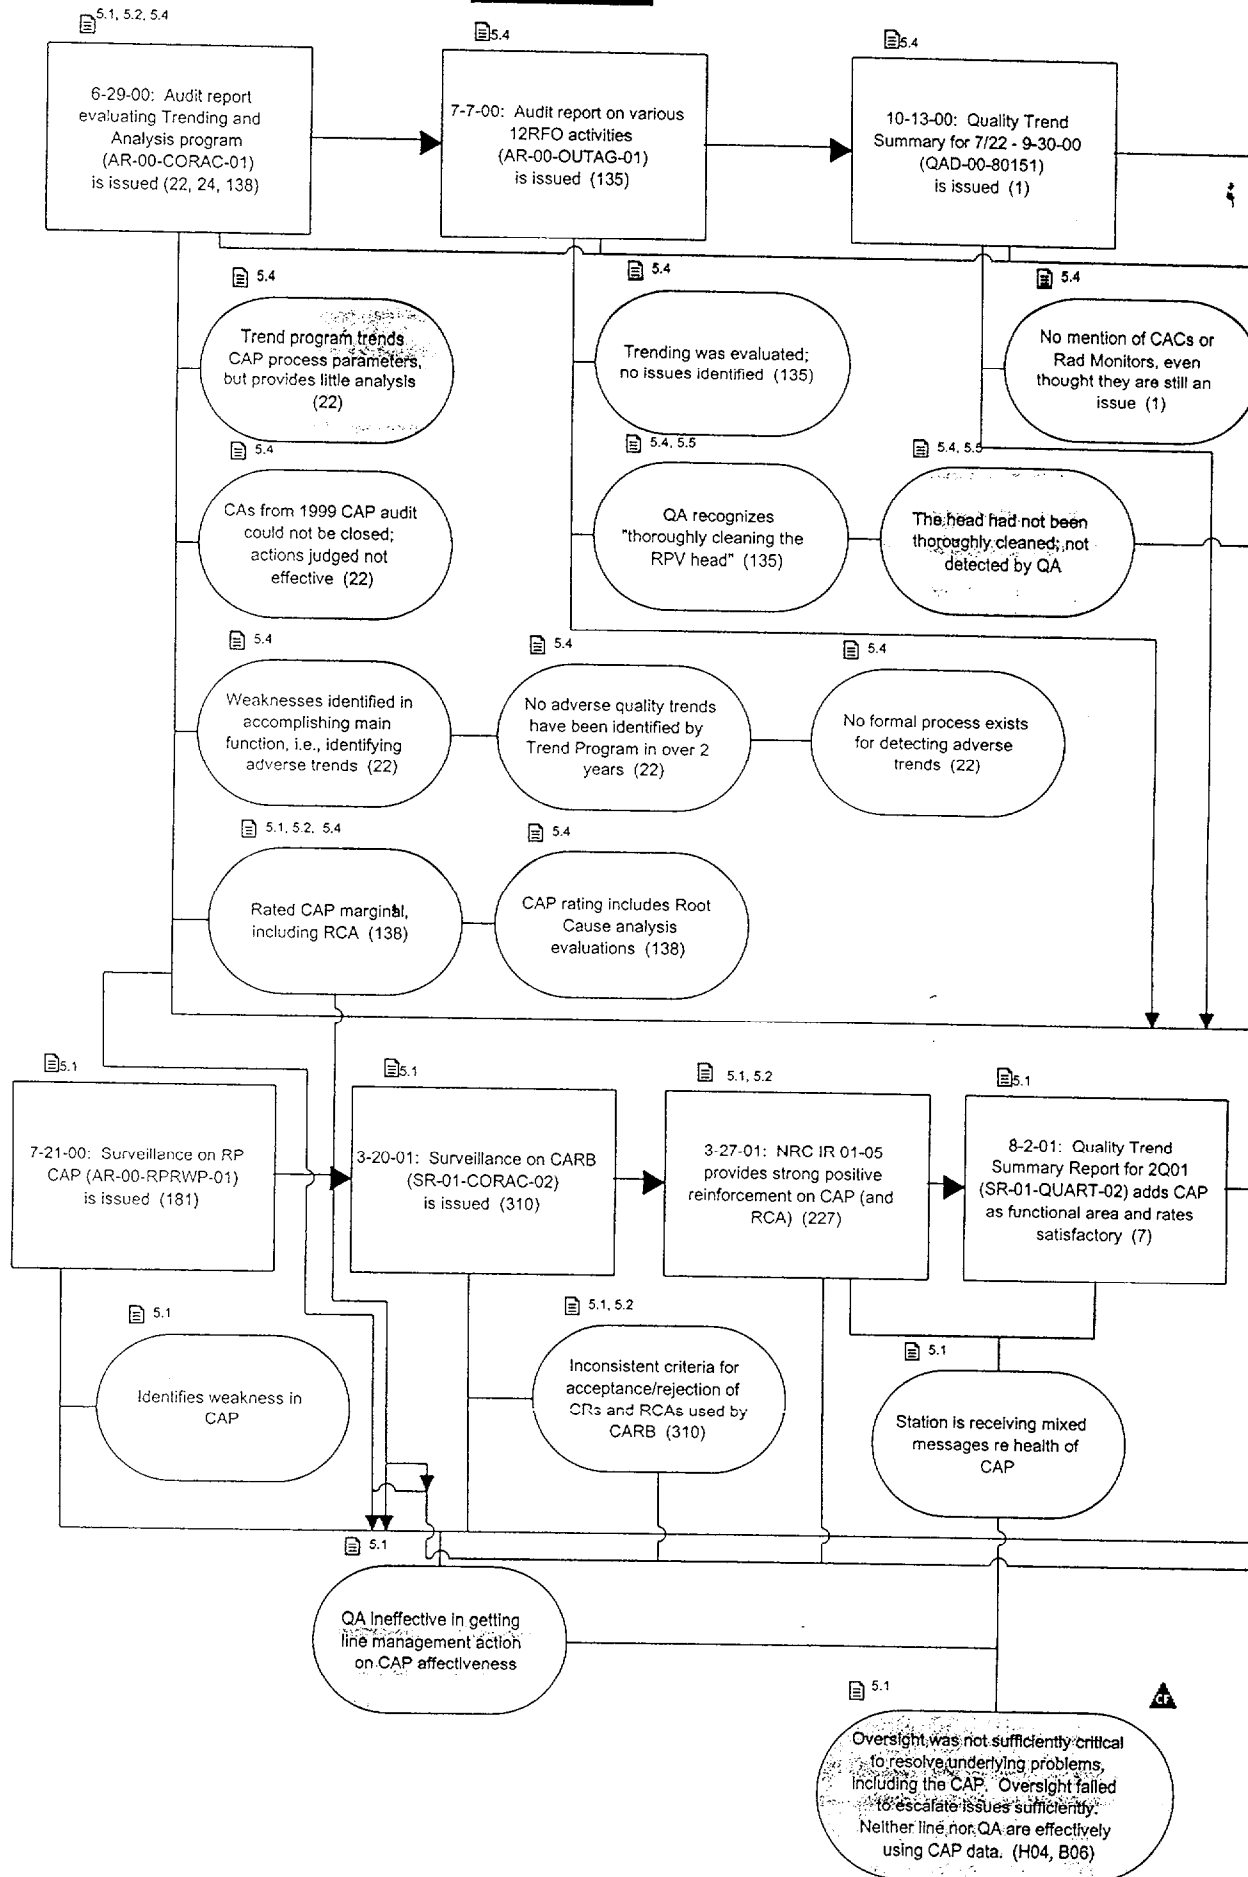 5.1, 5.2, 5.4
6-29-00: Audit report
evaluating Trending and
Analysis program
(AR-00-CORAC-01)
is issued (22, 24, 138)
5.4
7-7-00: Audit report on various
12RFO activities
(AR-00-OUTAG-01)
is issued (135)
5.4
10-13-00: Quality Trend
Summary for 7/22 - 9-30-00
(QAD-00-80151)
is issued (1)
5.4
Trend program trends
CAP process parameters,
but provides little analysis
(22)
5.4
Trending was evaluated;
no issues identified (135)
5.4
No mention of CACs or
Rad Monitors, even
thought they are still an
issue (1)
5.4
CAs from 1999 CAP audit
could not be closed;
actions judged not
effective (22)
5.4, 5.5
QA recognizes
"thoroughly cleaning the
RPV head" (135)
5.4, 5.5
The head had not been
thoroughly cleaned; not
detected by QA
5.4
Weaknesses identified in
accomplishing main
function, i.e., identifying
adverse trends (22)
5.4
No adverse quality trends
have been identified by
Trend Program in over 2
years (22)
5.4
No formal process exists
for detecting adverse
trends (22)
5.1, 5.2, 5.4
Rated CAP marginal,
including RCA (138)
5.4
CAP rating includes Root
Cause analysis
evaluations (138)
5.1
7-21-00: Surveillance on RP
CAP (AR-00-RPRWP-01)
is issued (181)
5.1
3-20-01: Surveillance on CARB
(SR-01-CORAC-02)
is issued (310)
5.1, 5.2
3-27-01: NRC IR 01-05
provides strong positive
reinforcement on CAP (and
RCA) (227)
5.1
8-2-01: Quality Trend
Summary Report for 2Q01
(SR-01-QUART-02) adds CAP
as functional area and rates
satisfactory (7)
5.1
Identifies weakness in
CAP
5.1, 5.2
Inconsistent criteria for
acceptance/rejection of
CRs and RCAs used by
CARB (310)
5.1
Station is receiving mixed
messages re health of
CAP
5.1
QA ineffective in getting
line management action
on CAP affectiveness
5.1
CF
Oversight was not sufficiently critical
to resolve underlying problems,
including the CAP. Oversight failed
to escalate issues sufficiently.
Neither line nor QA are effectively
using CAP data. (H04, B06)